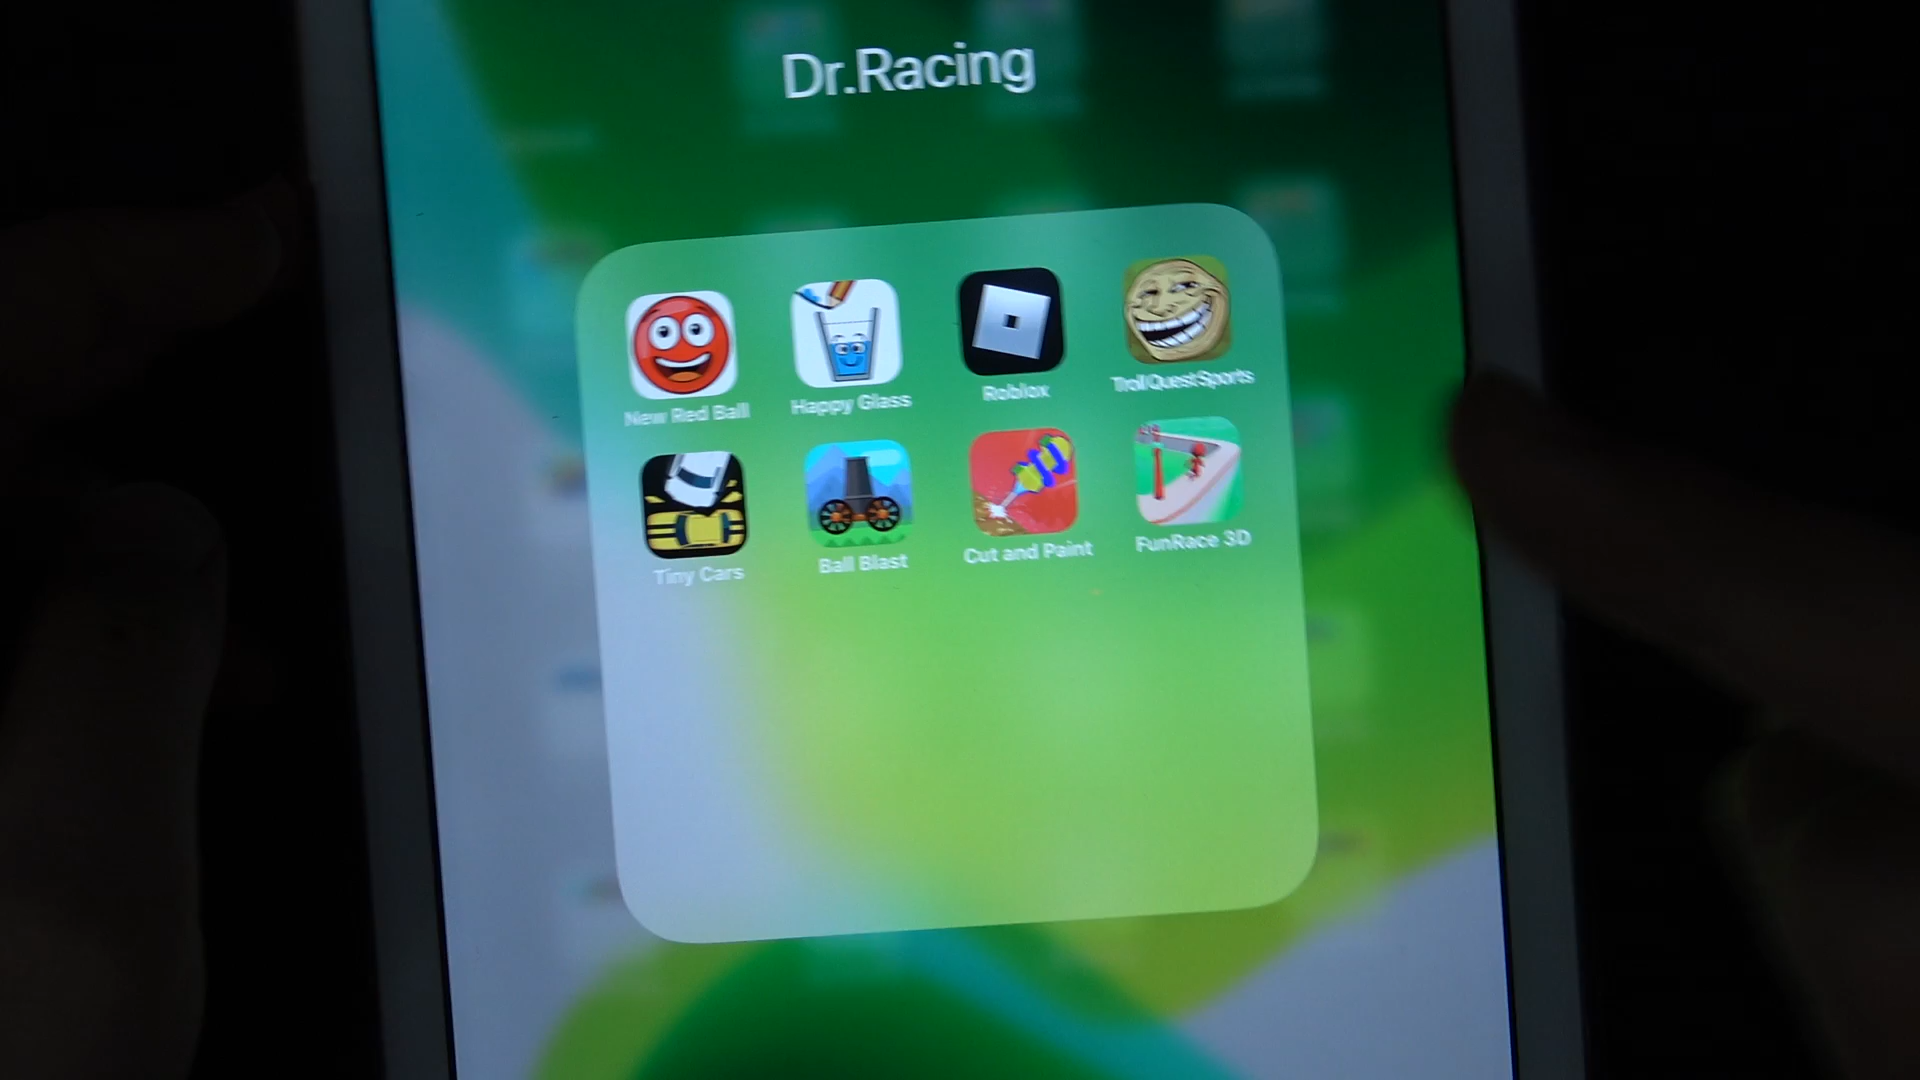 Dr.Racing
New Red Ball
Happy Glass
Roblox
TrollQuestSports
Tiny Cars
Ball Blast
Cut and Paint
FunRace 3D